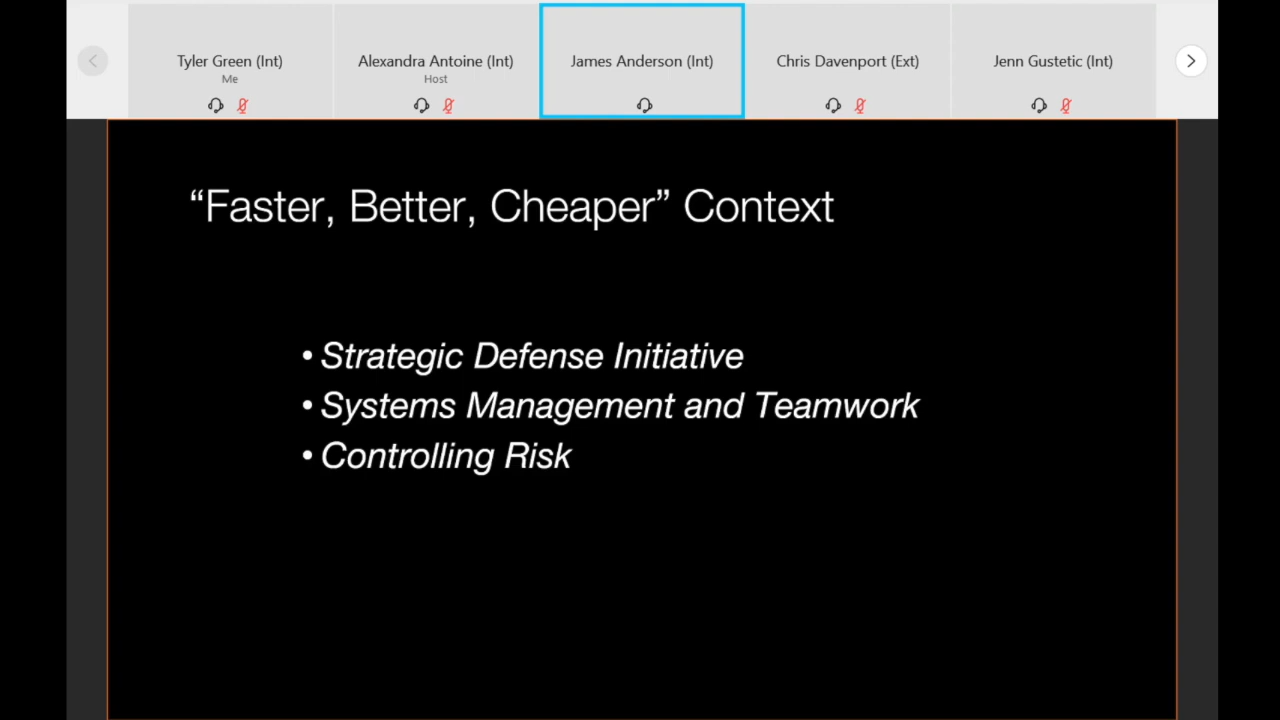 Tyler Green (Int)
Me
Alexandra Antoine (Int)
Host
James Anderson (Int)
Chris Davenport (Ext)
Jenn Gustetic (Int)
“Faster, Better, Cheaper” Context
• Strategic Defense Initiative
• Systems Management and Teamwork
• Controlling Risk